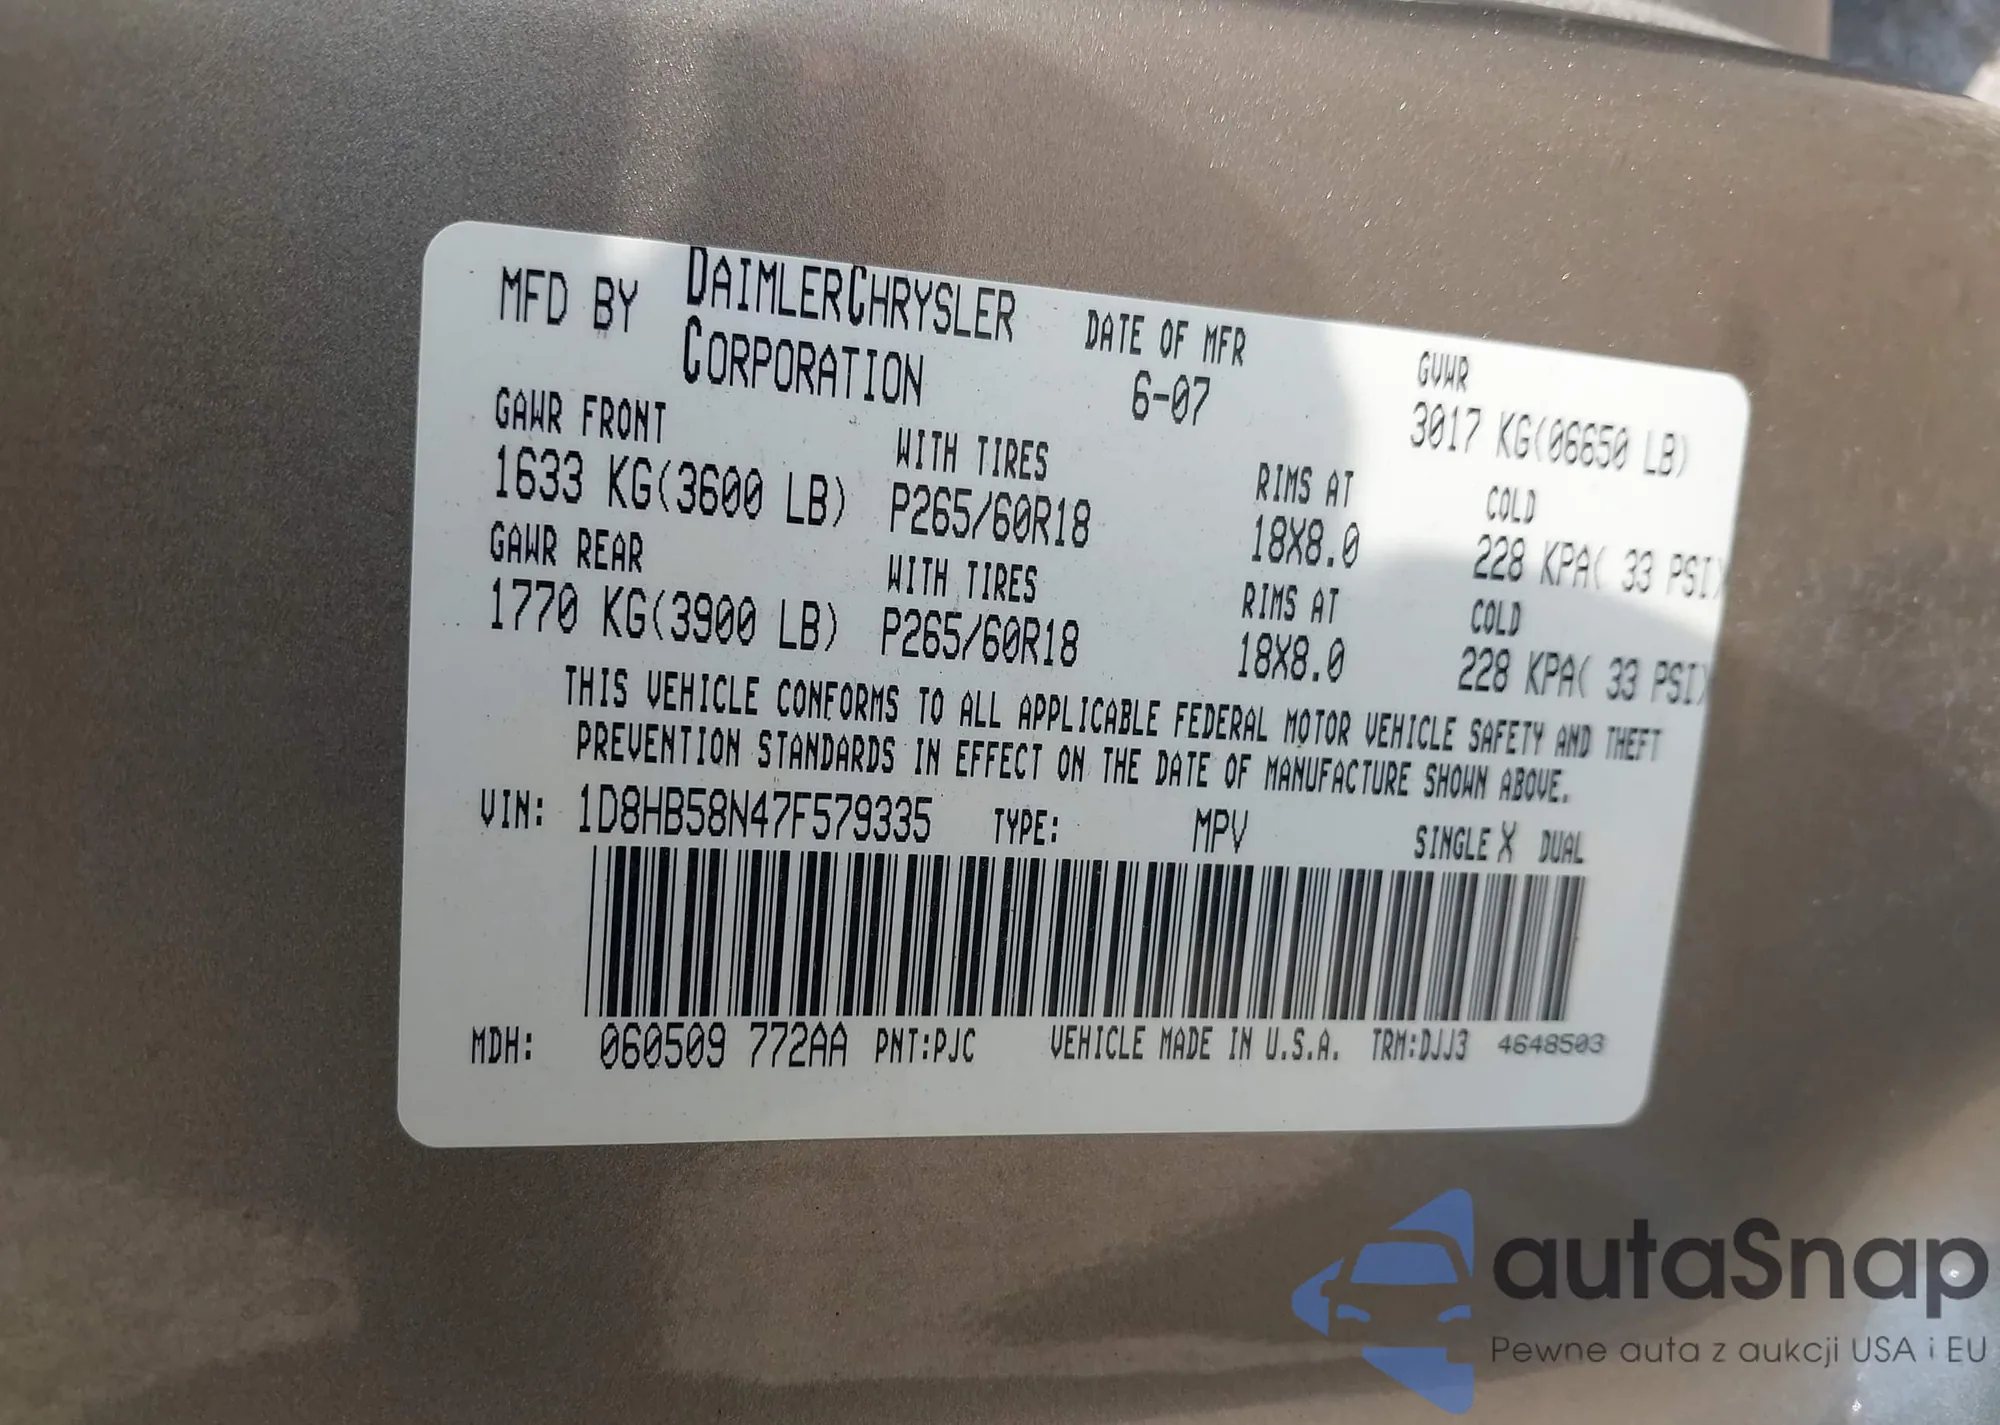 MFD BY DAIMLERCHRYSLER CORPORATION
DATE OF MFR
6-07
GVWR
3017 KG(06650 LB)
GAWR FRONT WITH TIRES RIMS AT COLD
1633 KG(3600 LB) P265/60R18 18X8.0 228 KPA( 33 PSI)
GAWR REAR WITH TIRES RIMS AT COLD
1770 KG(3900 LB) P265/60R18 18X8.0 228 KPA( 33 PSI)
THIS VEHICLE CONFORMS TO ALL APPLICABLE FEDERAL MOTOR VEHICLE SAFETY AND THEFT
PREVENTION STANDARDS IN EFFECT ON THE DATE OF MANUFACTURE SHOWN ABOVE.
VIN: 1D8HB58N47F579335 TYPE: MPV SINGLE X DUAL
MDH: 060509 772AA PNT:PJC VEHICLE MADE IN U.S.A. TRM:DJJ3 4648503
autaSnap
Pewne auta z aukcji USA i EU